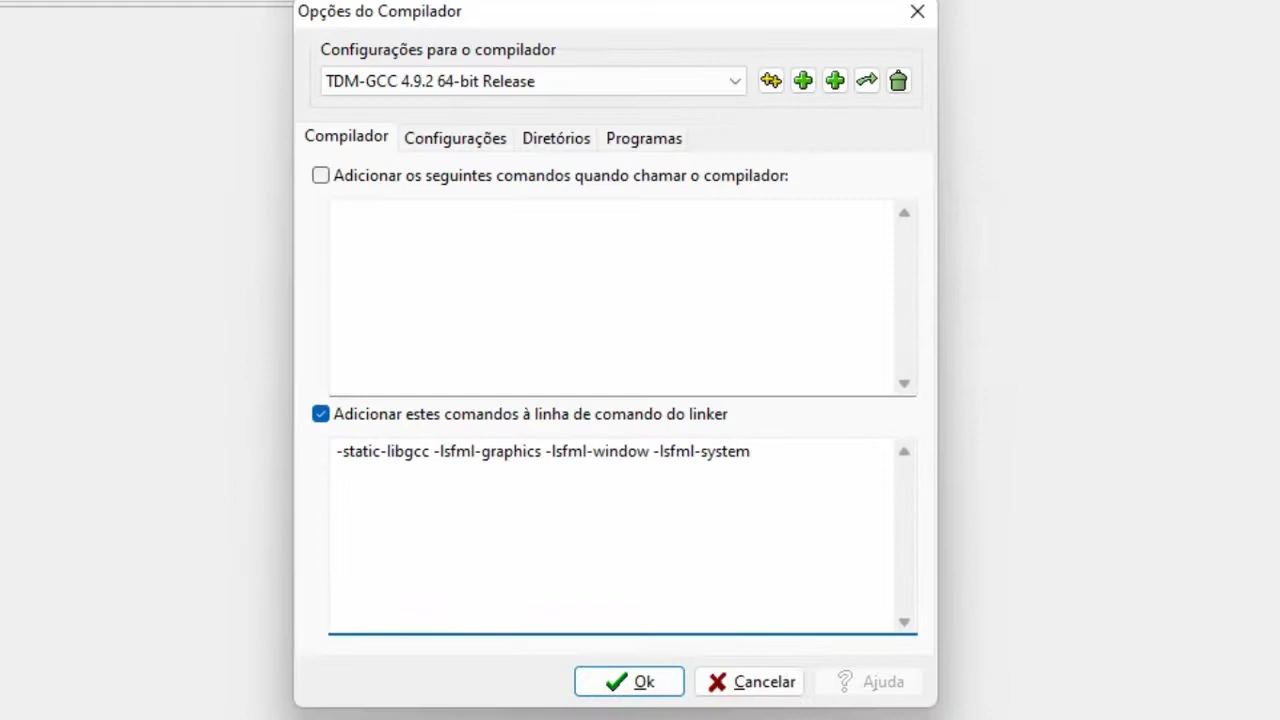 Opções do Compilador
Configurações para o compilador
TDM-GCC 4.9.2 64-bit Release
Compilador Configurações Diretórios Programas
Adicionar os seguintes comandos quando chamar o compilador:
Adicionar estes comandos à linha de comando do linker
-static-libgcc -lsfml-graphics -lsfml-window -lsfml-system
Ok Cancelar Ajuda